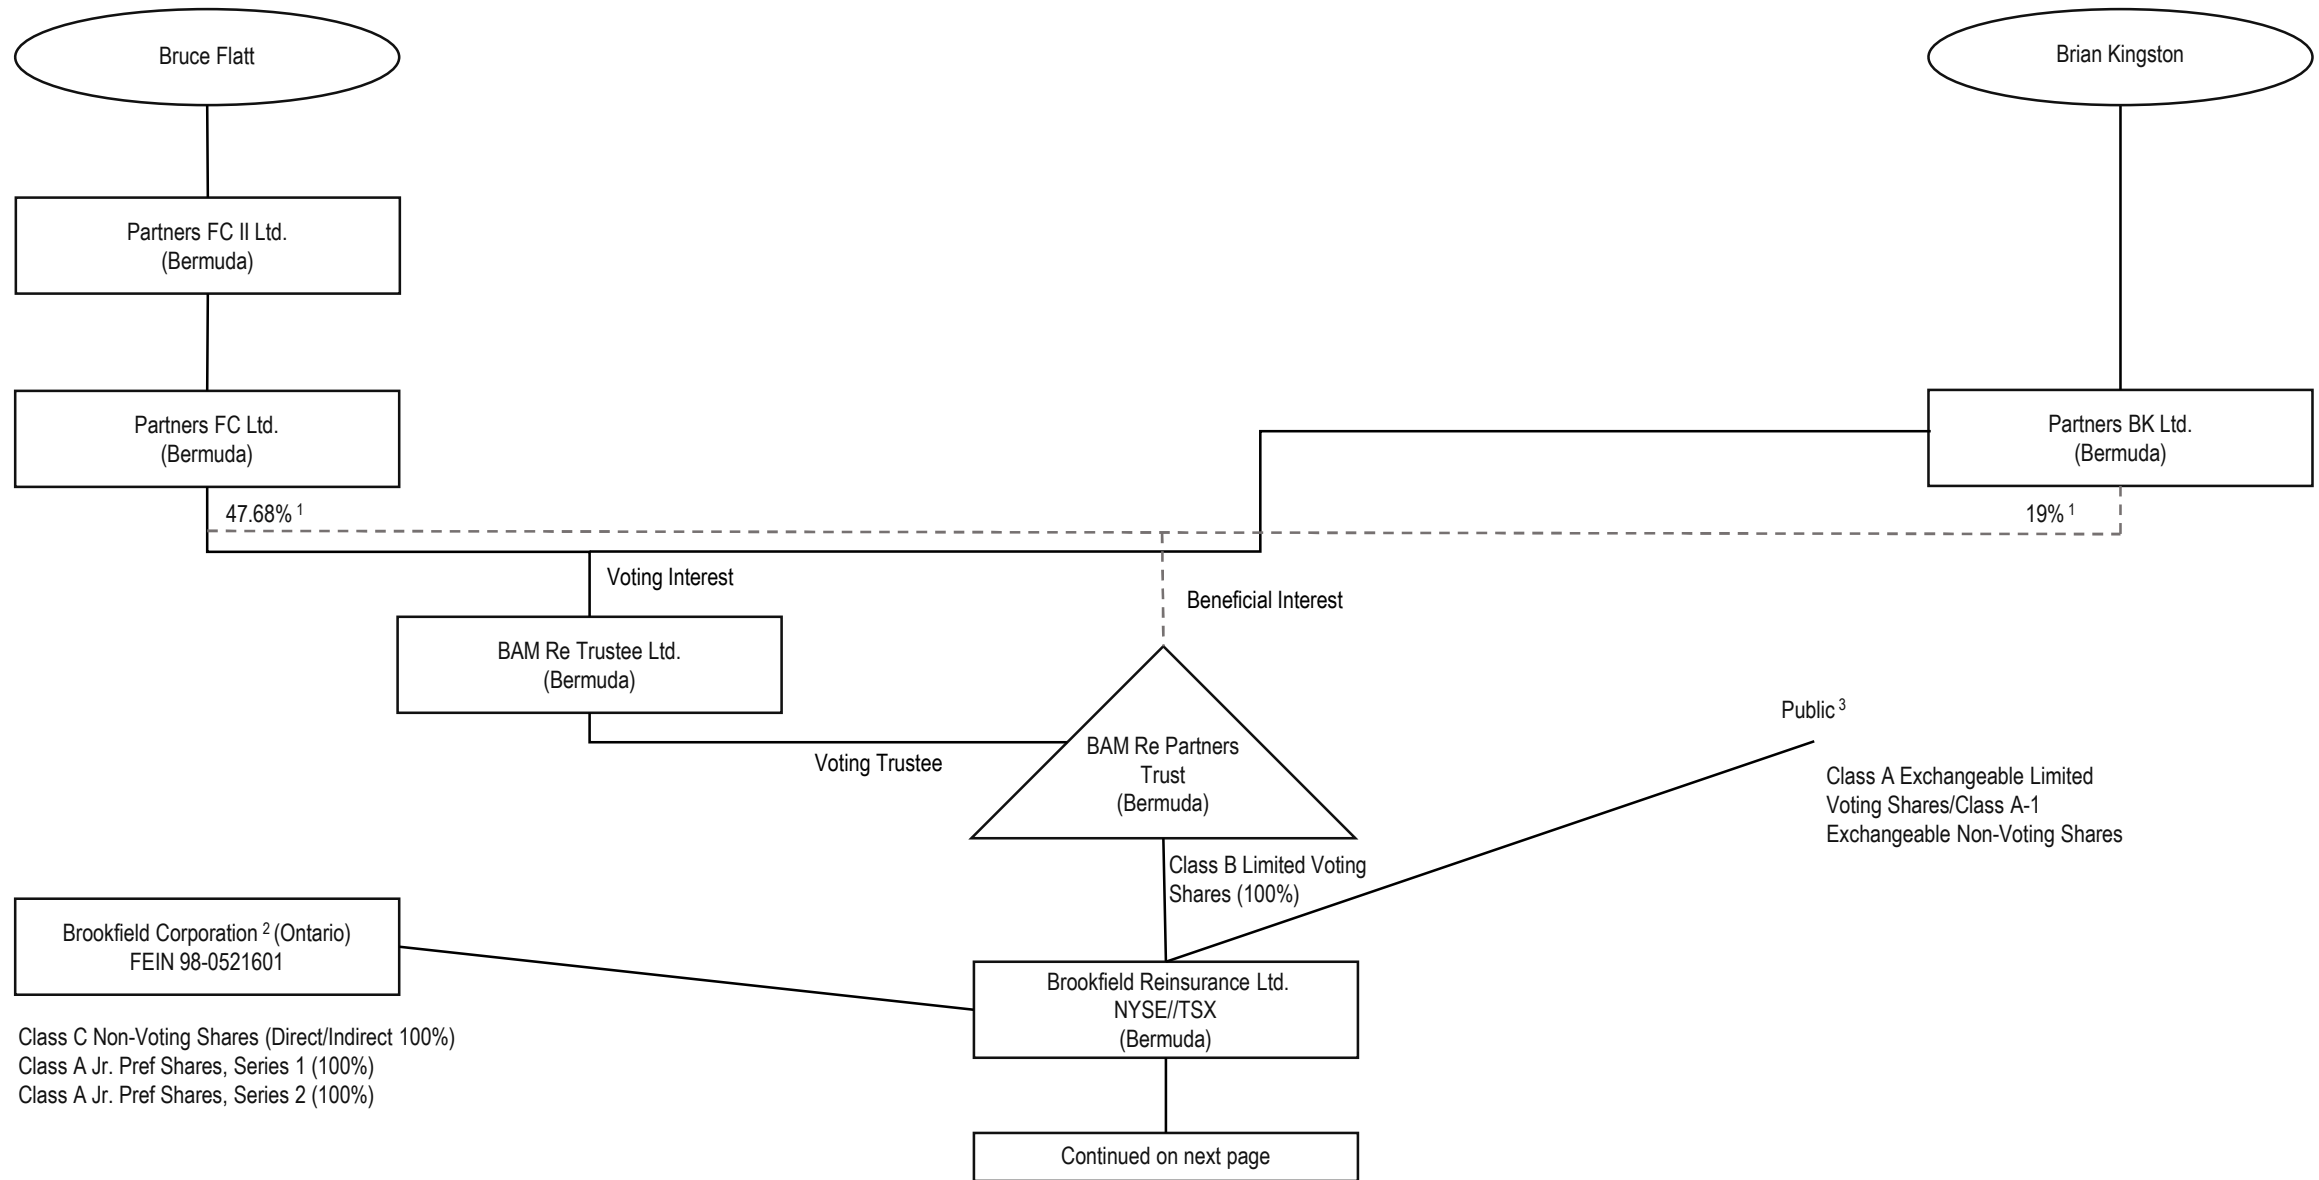 Bruce Flatt
Brian Kingston
Partners FC II Ltd.
(Bermuda)
Partners FC Ltd.
(Bermuda)
Partners BK Ltd.
(Bermuda)
47.68% 1
19% 1
Voting Interest
Beneficial Interest
BAM Re Trustee Ltd.
(Bermuda)
Voting Trustee
BAM Re Partners
Trust
(Bermuda)
Public 3
Class A Exchangeable Limited
Voting Shares/Class A-1
Exchangeable Non-Voting Shares
Class B Limited Voting
Shares (100%)
Brookfield Corporation 2 (Ontario)
FEIN 98-0521601
Class C Non-Voting Shares (Direct/Indirect 100%)
Class A Jr. Pref Shares, Series 1 (100%)
Class A Jr. Pref Shares, Series 2 (100%)
Brookfield Reinsurance Ltd.
NYSE//TSX
(Bermuda)
Continued on next page